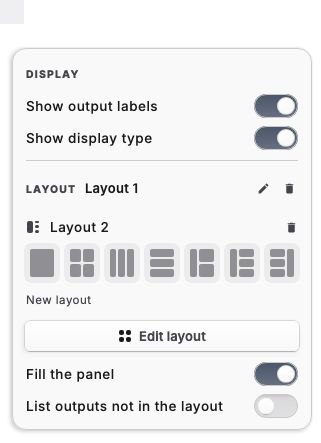 DISPLAY
Show output labels
Show display type
LAYOUT Layout 1
Layout 2
New layout
Edit layout
Fill the panel
List outputs not in the layout